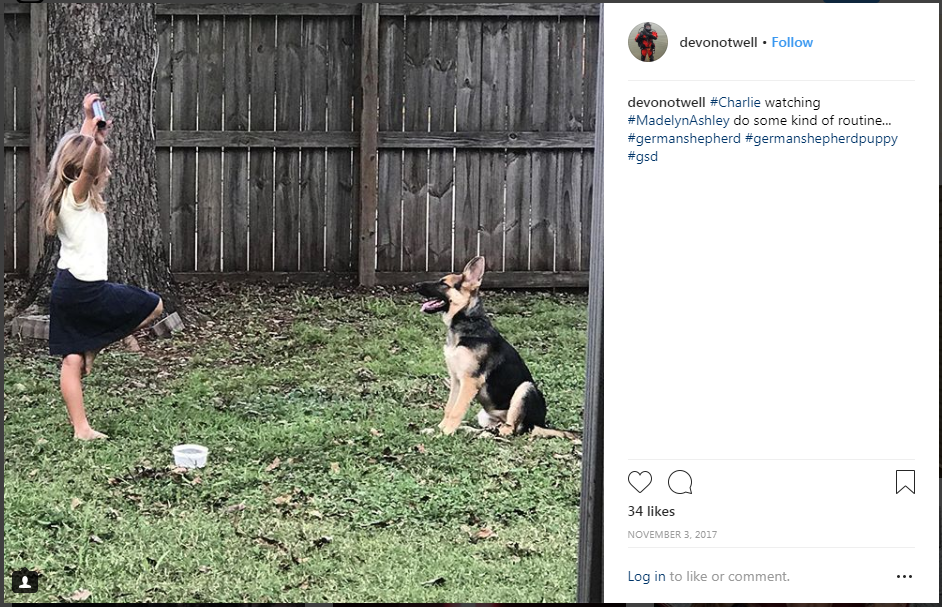 devonotwell • Follow
devonotwell #Charlie watching
#MadelynAshley do some kind of routine...
#germanshepherd #germanshepherdpuppy
#gsd
34 likes
NOVEMBER 3, 2017
Log in to like or comment.